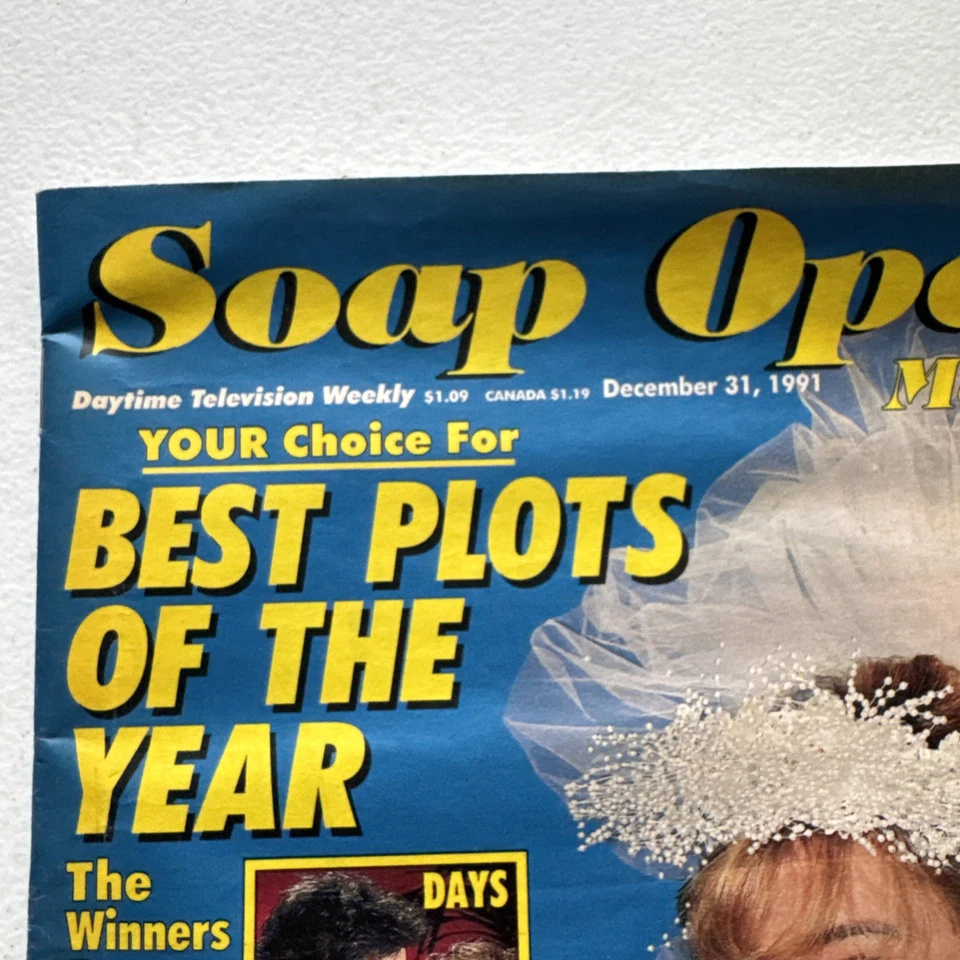 Soap Ope
M
Daytime Television Weekly $1.09 CANADA $1.19 December 31, 1991
YOUR Choice For
BEST PLOTS
OF THE
YEAR
The
Winners
DAYS